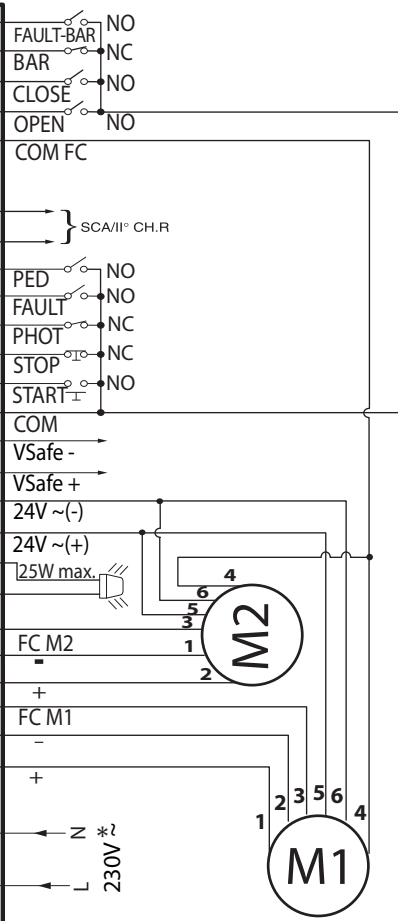 FAULT-BAR NO
BAR NC
CLOSE NO
OPEN NO
COM FC
} SCA/II° CH.R
PED NO
FAULT NO
PHOT NC
STOP NC
START NO
COM
VSafe -
VSafe +
24V ~(-)
24V ~(+)
25W max.
4
6
5
3
1
2
M2
FC M2
-
+
FC M1
-
+
1 2 3 5 6 4
M1
N
L
230V *~